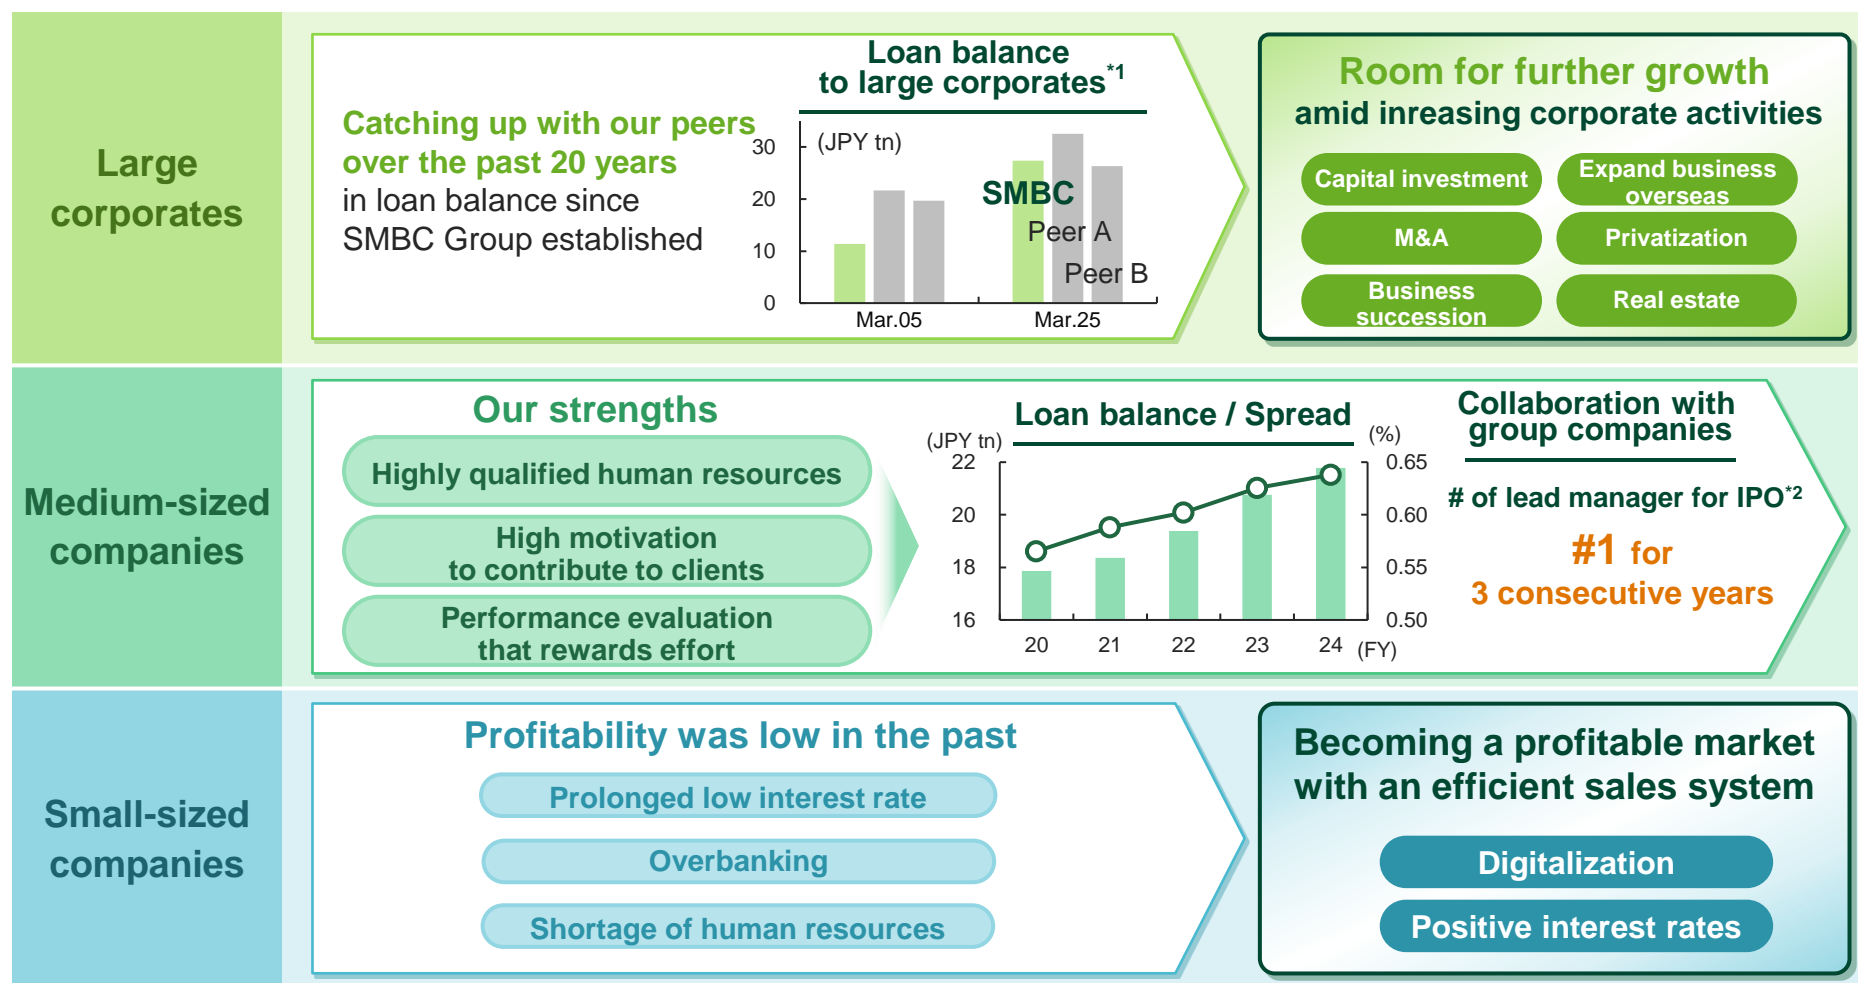 Large
corporates
Catching up with our peers
over the past 20 years
in loan balance since
SMBC Group established
Loan balance
to large corporates*1
(JPY tn)
30
20
10
0
SMBC
Peer A
Peer B
Mar.05
Mar.25
Room for further growth
amid inreasing corporate activities
Capital investment
Expand business
overseas
M&A
Privatization
Business
succession
Real estate
Medium-sized
companies
Our strengths
Highly qualified human resources
High motivation
to contribute to clients
Performance evaluation
that rewards effort
Loan balance / Spread
(JPY tn)
(%)
22
20
18
16
0.65
0.60
0.55
0.50
20
21
22
23
24
(FY)
Collaboration with
group companies
# of lead manager for IPO*2
#1 for
3 consecutive years
Small-sized
companies
Profitability was low in the past
Prolonged low interest rate
Overbanking
Shortage of human resources
Becoming a profitable market
with an efficient sales system
Digitalization
Positive interest rates